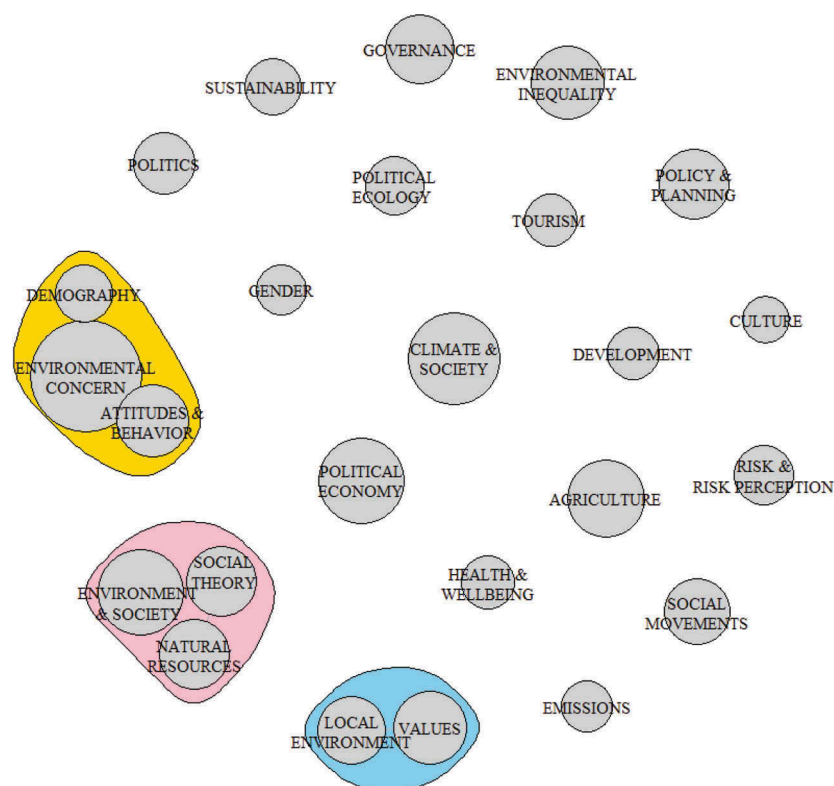 GOVERNANCE
SUSTAINABILITY
ENVIRONMENTAL
INEQUALITY
POLITICS
POLITICAL
ECOLOGY
POLICY &
PLANNING
TOURISM
DEMOGRAPHY
GENDER
CULTURE
ENVIRONMENTAL
CONCERN
CLIMATE &
SOCIETY
DEVELOPMENT
ATTITUDES &
BEHAVIOR
POLITICAL
ECONOMY
AGRICULTURE
RISK &
RISK PERCEPTION
SOCIAL
THEORY
ENVIRONMENT
& SOCIETY
HEALTH &
WELLBEING
SOCIAL
MOVEMENTS
NATURAL
RESOURCES
LOCAL
ENVIRONMENT
VALUES
EMISSIONS